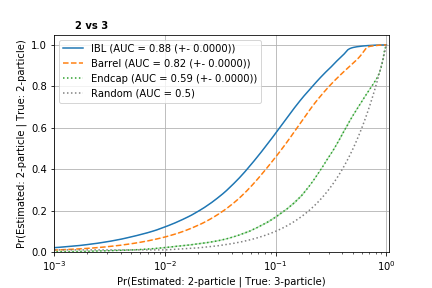 2 vs 3
Pr(Estimated: 2-particle | True: 2-particle)
1.0
0.8
0.6
0.4
0.2
0.0
IBL (AUC = 0.88 (+- 0.0000))
Barrel (AUC = 0.82 (+- 0.0000))
Endcap (AUC = 0.59 (+- 0.0000))
Random (AUC = 0.5)
10⁻³ 10⁻² 10⁻¹ 10⁰
Pr(Estimated: 2-particle | True: 3-particle)